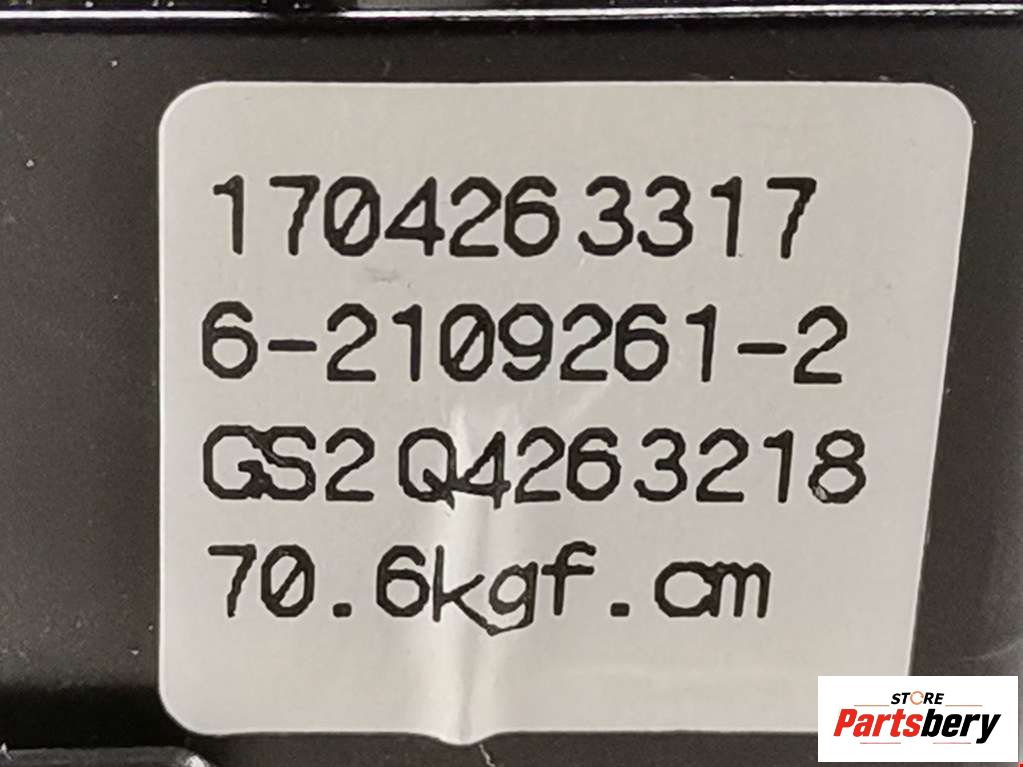 1704263317
6-2109261-2
GS2Q4263218
70.6kgf.cm
STORE
Partsbery